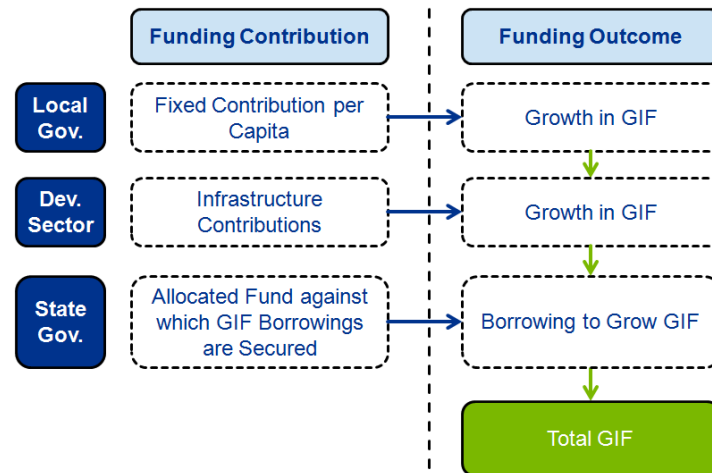 Funding Contribution
Funding Outcome
Local
Gov.
Fixed Contribution per
Capita
Growth in GIF
Dev.
Sector
Infrastructure
Contributions
Growth in GIF
State
Gov.
Allocated Fund against
which GIF Borrowings
are Secured
Borrowing to Grow GIF
Total GIF